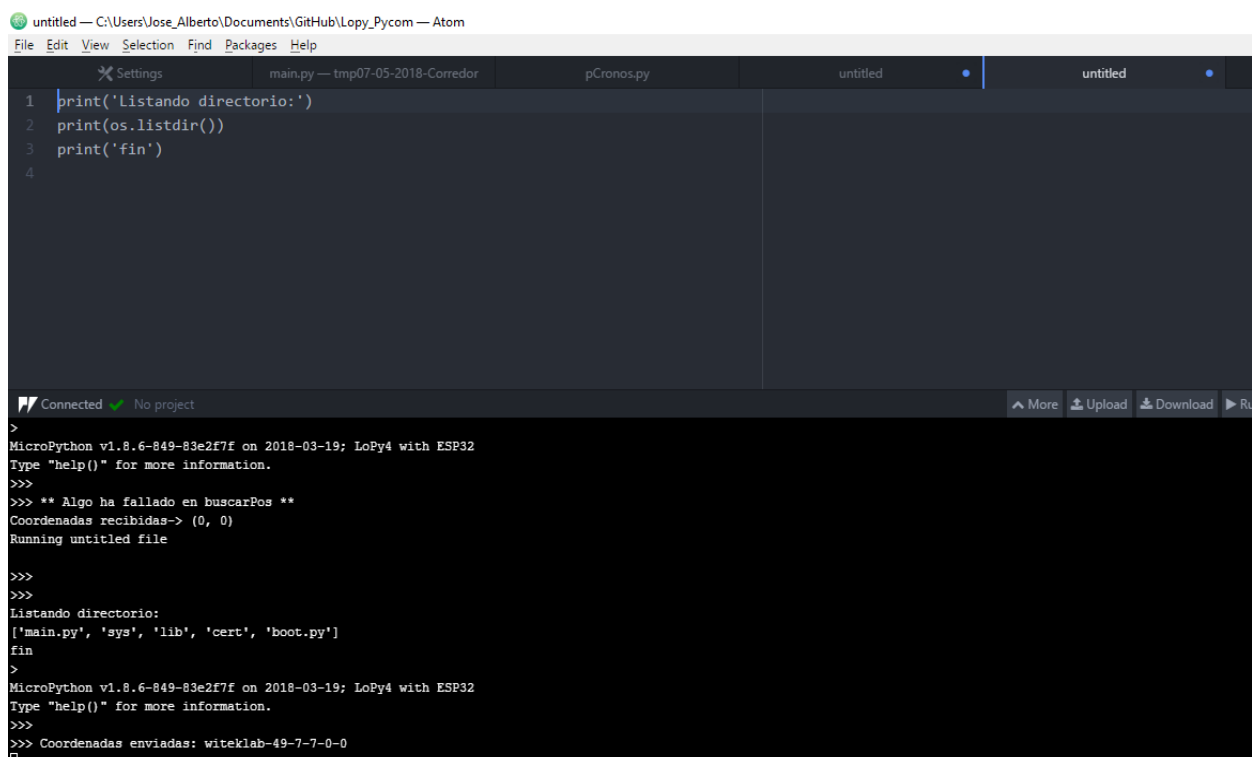 untitled — C:\Users\Jose_Alberto\Documents\GitHub\Lopy_Pycom — Atom
File Edit View Selection Find Packages Help
Settings main.py — tmp07-05-2018-Corredor pCronos.py untitled untitled
1 print('Listando directorio:')
2 print(os.listdir())
3 print('fin')
4
Connected No project More Upload Download
>
MicroPython v1.8.6-849-83e2f7f on 2018-03-19; LoPy4 with ESP32
Type "help()" for more information.
>>>
>>> ** Algo ha fallado en buscarPos **
Coordenadas recibidas-> (0, 0)
Running untitled file
>>>
>>>
Listando directorio:
['main.py', 'sys', 'lib', 'cert', 'boot.py']
fin
>
MicroPython v1.8.6-849-83e2f7f on 2018-03-19; LoPy4 with ESP32
Type "help()" for more information.
>>>
>>> Coordenadas enviadas: witeklab-49-7-7-0-0